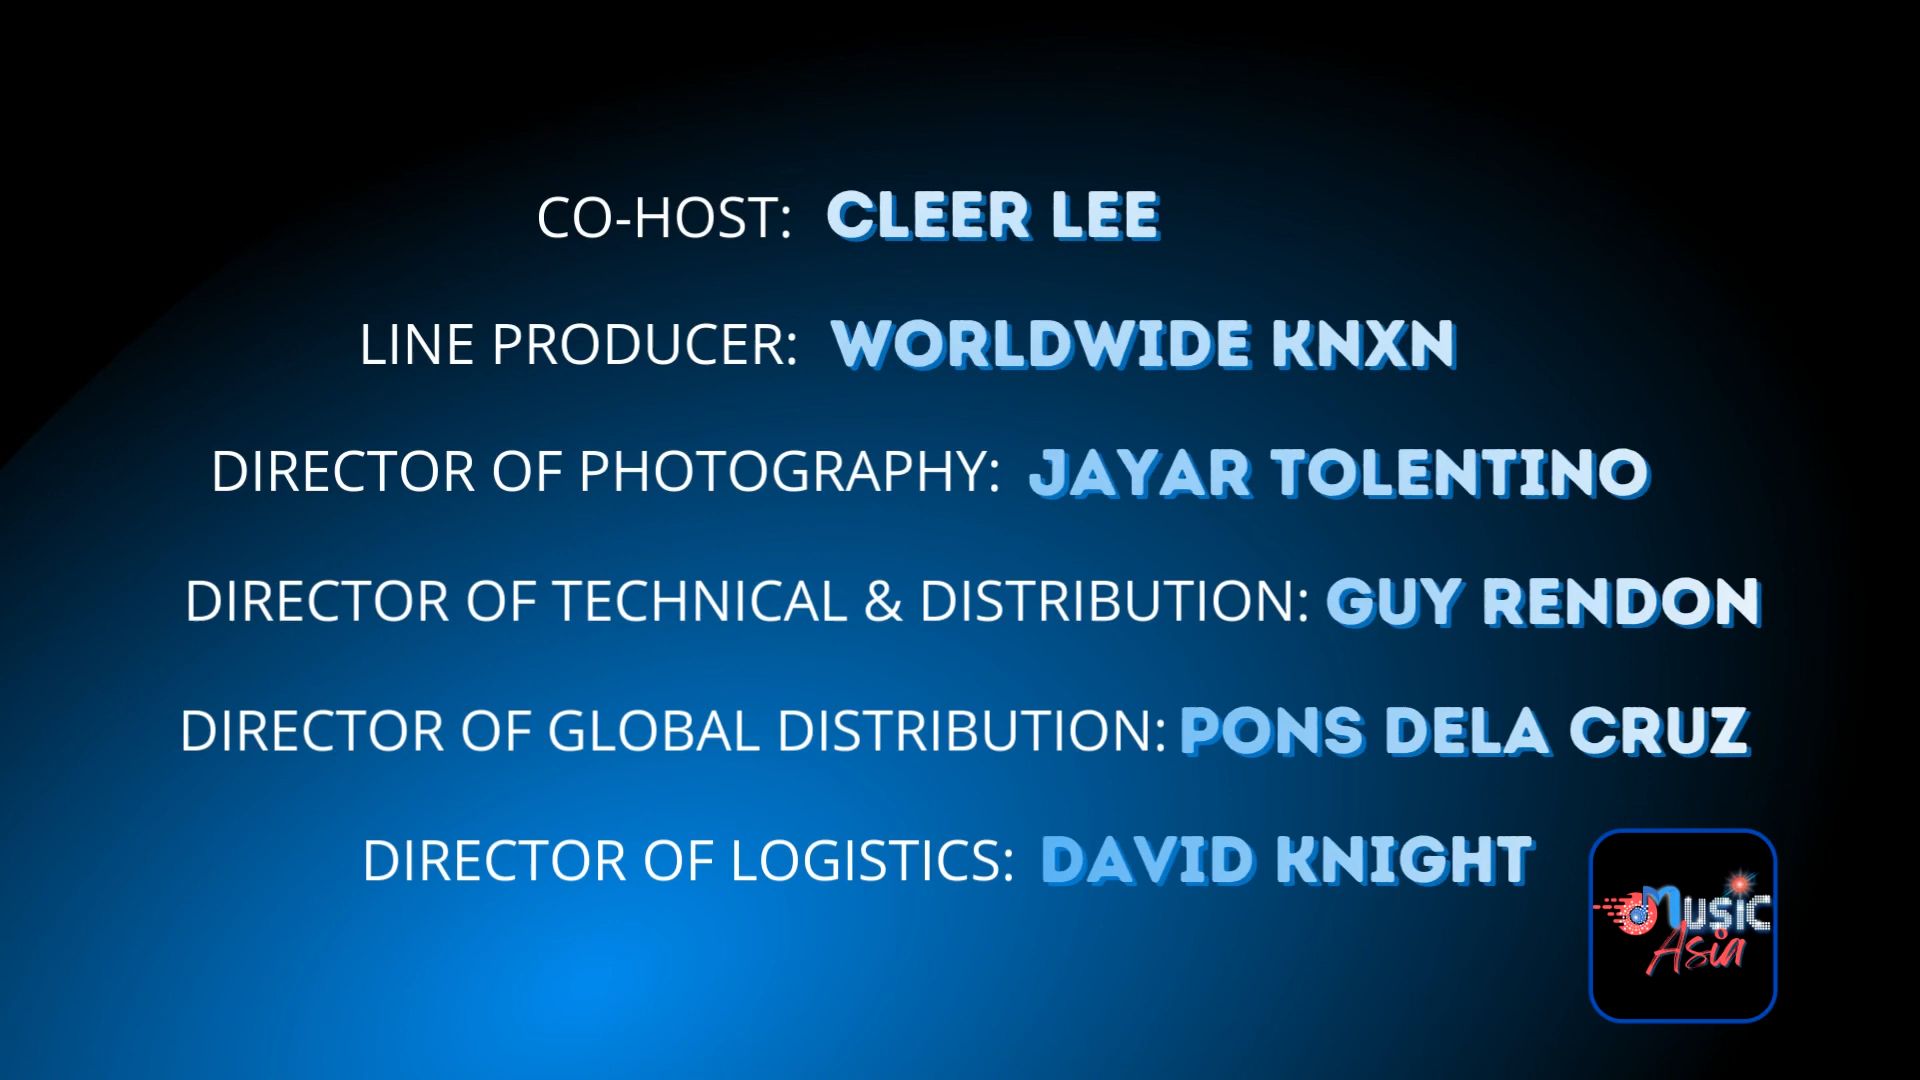 CO-HOST: CLEER LEE
LINE PRODUCER: WORLDWIDE KNXN
DIRECTOR OF PHOTOGRAPHY: JAYAR TOLENTINO
DIRECTOR OF TECHNICAL & DISTRIBUTION: GUY RENDON
DIRECTOR OF GLOBAL DISTRIBUTION: PONS DELA CRUZ
DIRECTOR OF LOGISTICS: DAVID KNIGHT
MUSIC
Asia